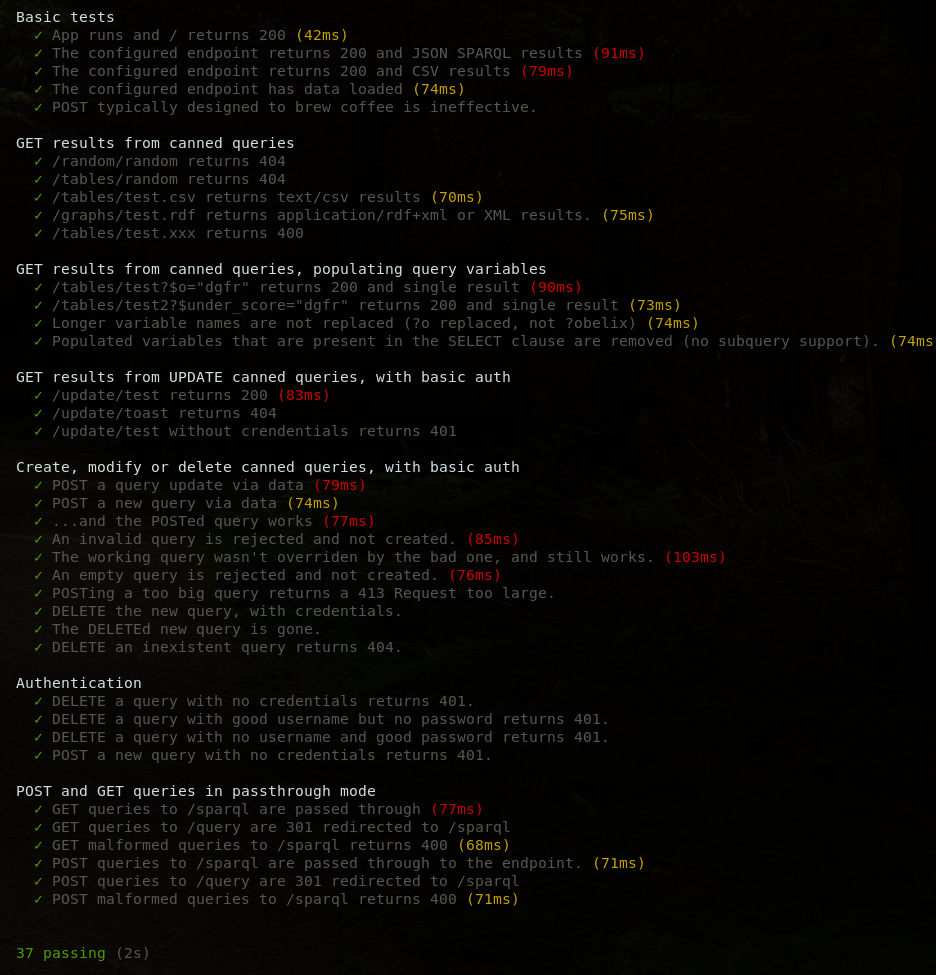 Basic tests
✓ App runs and / returns 200 (42ms)
✓ The configured endpoint returns 200 and JSON SPARQL results (91ms)
✓ The configured endpoint returns 200 and CSV results (79ms)
✓ The configured endpoint has data loaded (74ms)
✓ POST typically designed to brew coffee is ineffective.
GET results from canned queries
✓ /random/random returns 404
✓ /tables/random returns 404
✓ /tables/test.csv returns text/csv results (70ms)
✓ /graphs/test.rdf returns application/rdf+xml or XML results. (75ms)
✓ /tables/test.xxx returns 400
GET results from canned queries, populating query variables
✓ /tables/test?$o="dgfr" returns 200 and single result (90ms)
✓ /tables/test2?$under_score="dgfr" returns 200 and single result (73ms)
✓ Longer variable names are not replaced (?o replaced, not ?obelix) (74ms)
✓ Populated variables that are present in the SELECT clause are removed (no subquery support). (74ms
GET results from UPDATE canned queries, with basic auth
✓ /update/test returns 200 (83ms)
✓ /update/toast returns 404
✓ /update/test without crendentials returns 401
Create, modify or delete canned queries, with basic auth
✓ POST a query update via data (79ms)
✓ POST a new query via data (74ms)
✓ ...and the POSTed query works (77ms)
✓ An invalid query is rejected and not created. (85ms)
✓ The working query wasn't overriden by the bad one, and still works. (103ms)
✓ An empty query is rejected and not created. (76ms)
✓ POSTing a too big query returns a 413 Request too large.
✓ DELETE the new query, with credentials.
✓ The DELETEd new query is gone.
✓ DELETE an inexistent query returns 404.
Authentication
✓ DELETE a query with no credentials returns 401.
✓ DELETE a query with good username but no password returns 401.
✓ DELETE a query with no username and good password returns 401.
✓ POST a new query with no credentials returns 401.
POST and GET queries in passthrough mode
✓ GET queries to /sparql are passed through (77ms)
✓ GET queries to /query are 301 redirected to /sparql
✓ GET malformed queries to /sparql returns 400 (68ms)
✓ POST queries to /sparql are passed through to the endpoint. (71ms)
✓ POST queries to /query are 301 redirected to /sparql
✓ POST malformed queries to /sparql returns 400 (71ms)
37 passing (2s)